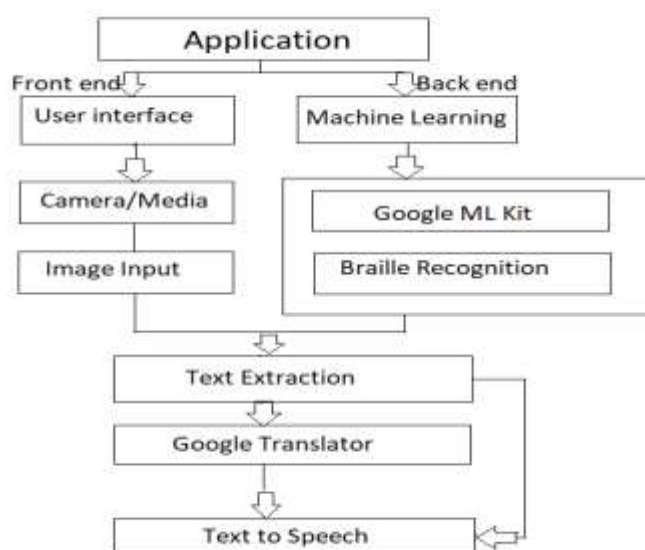 Application
Front end
Back end
User interface
Machine Learning
Camera/Media
Google ML Kit
Image Input
Braille Recognition
Text Extraction
Google Translator
Text to Speech